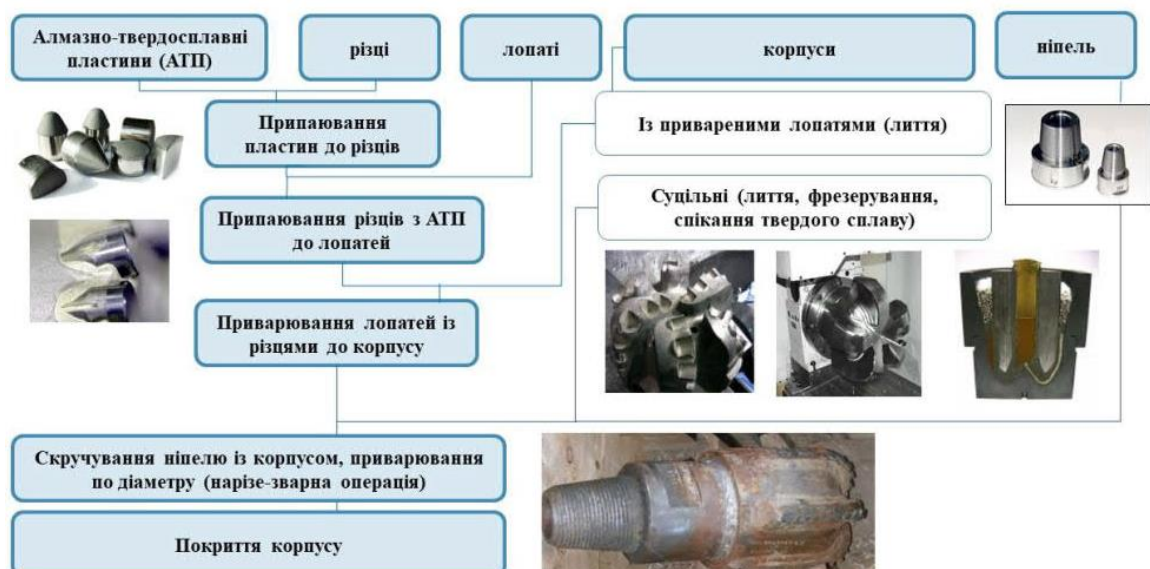 Алмазно-твердосплавні
пластини (АТП)
різці
лопаті
корпуси
ніпель
Припаювання
пластин до різців
Із привареними лопатями (лиття)
Припаювання різців з АТП
до лопатей
Суцільні (лиття, фрезерування,
спікання твердого сплаву)
Приварювання лопатей із
різцями до корпусу
Скручування ніпелю із корпусом, приварювання
по діаметру (нарізе-зварна операція)
Покриття корпусу